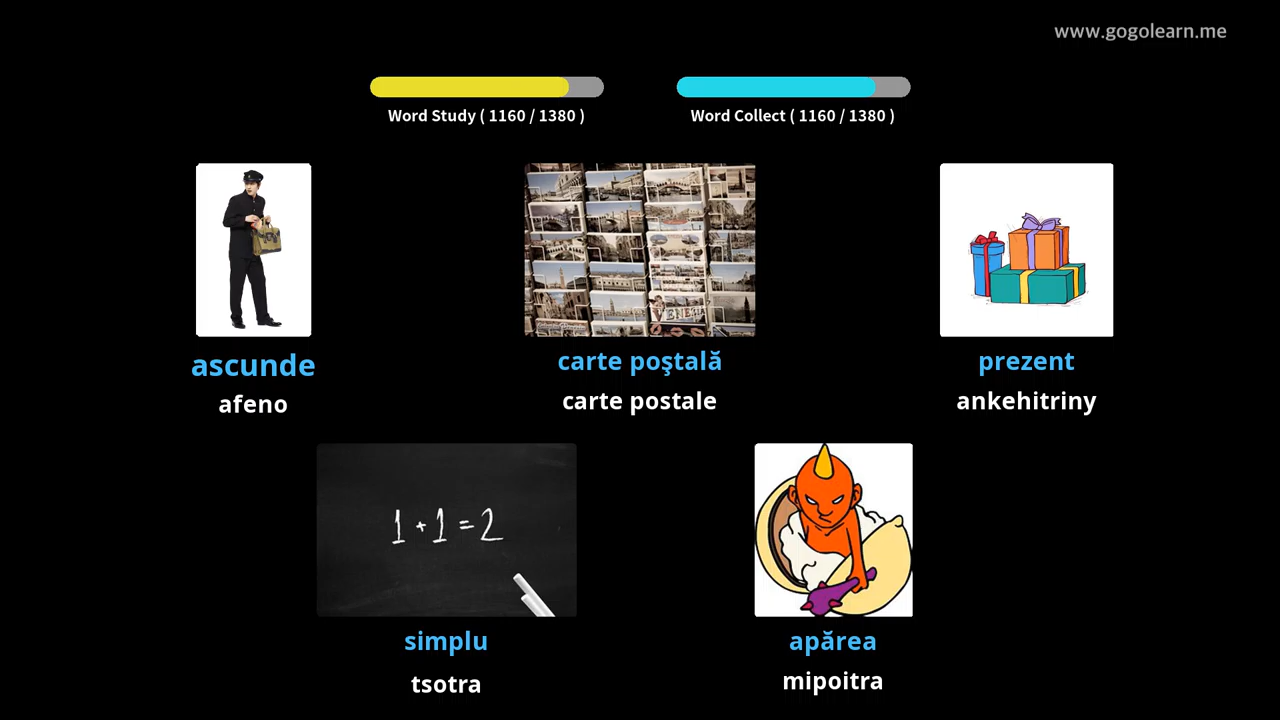 www.gogolearn.me
Word Study ( 1160 / 1380 )
Word Collect ( 1160 / 1380 )
ascunde
afeno
carte poştală
carte postale
prezent
ankehitriny
1 + 1 = 2
simplu
tsotra
apărea
mipoitra